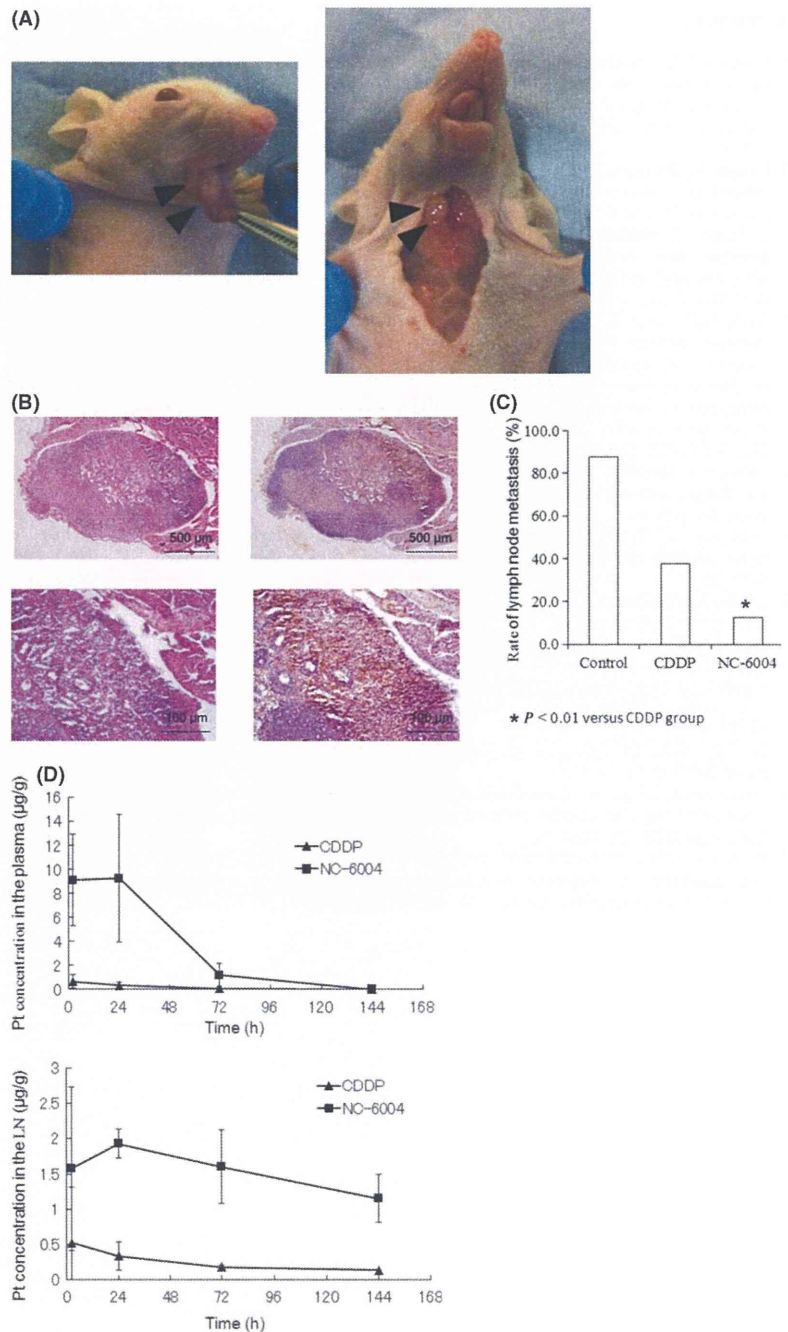 (A)
(B)
500 μm
500 μm
100 μm
100 μm
(C)
Rate of lymph node metastasis (%)
100.0
80.0
60.0
40.0
20.0
0.0
*
Control
CDDP
NC-6004
* P < 0.01 versus CDDP group
(D)
Pt concentration in the plasma (μg/g)
16
14
12
10
8
6
4
2
0
CDDP
NC-6004
0
24
48
72
96
120
144
168
Time (h)
Pt concentration in the LN (μg/g)
3
2.5
2
1.5
1
0.5
0
CDDP
NC-6004
0
24
48
72
96
120
144
168
Time (h)